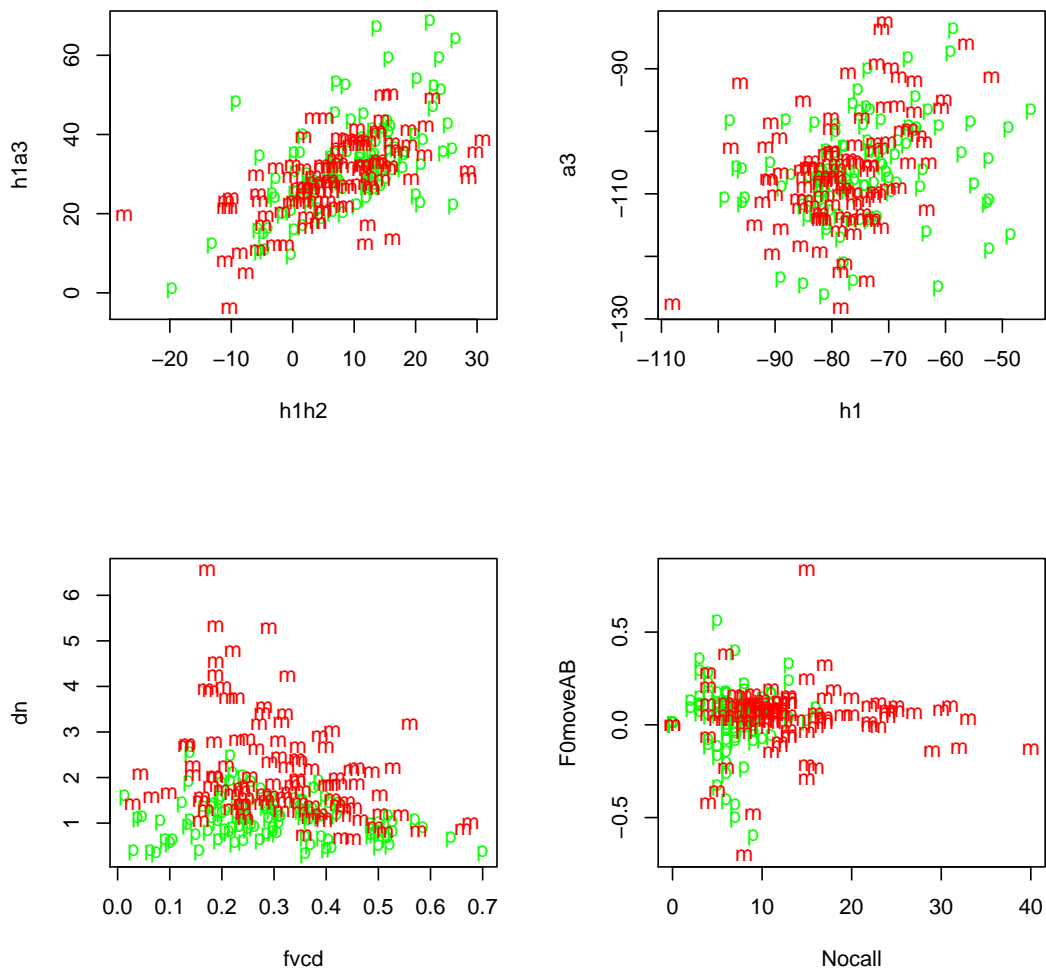 h1a3
0 20 40 60
−20 −10 0 10 20 30
h1h2
a3
−130 −110 −90
−110 −90 −80 −70 −60 −50
h1
dn
1 2 3 4 5 6
0.0 0.1 0.2 0.3 0.4 0.5 0.6 0.7
fvcd
F0moveAB
−0.5 0.0 0.5
0 10 20 30 40
Nocall